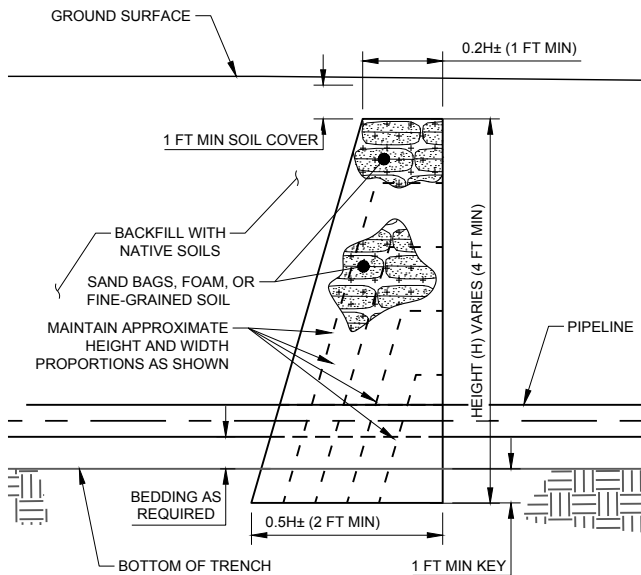 GROUND SURFACE
0.2H± (1 FT MIN)
1 FT MIN SOIL COVER
BACKFILL WITH
NATIVE SOILS
SAND BAGS, FOAM, OR
FINE-GRAINED SOIL
MAINTAIN APPROXIMATE
HEIGHT AND WIDTH
PROPORTIONS AS SHOWN
HEIGHT (H) VARIES (4 FT MIN)
PIPELINE
BEDDING AS
REQUIRED
0.5H± (2 FT MIN)
BOTTOM OF TRENCH
1 FT MIN KEY